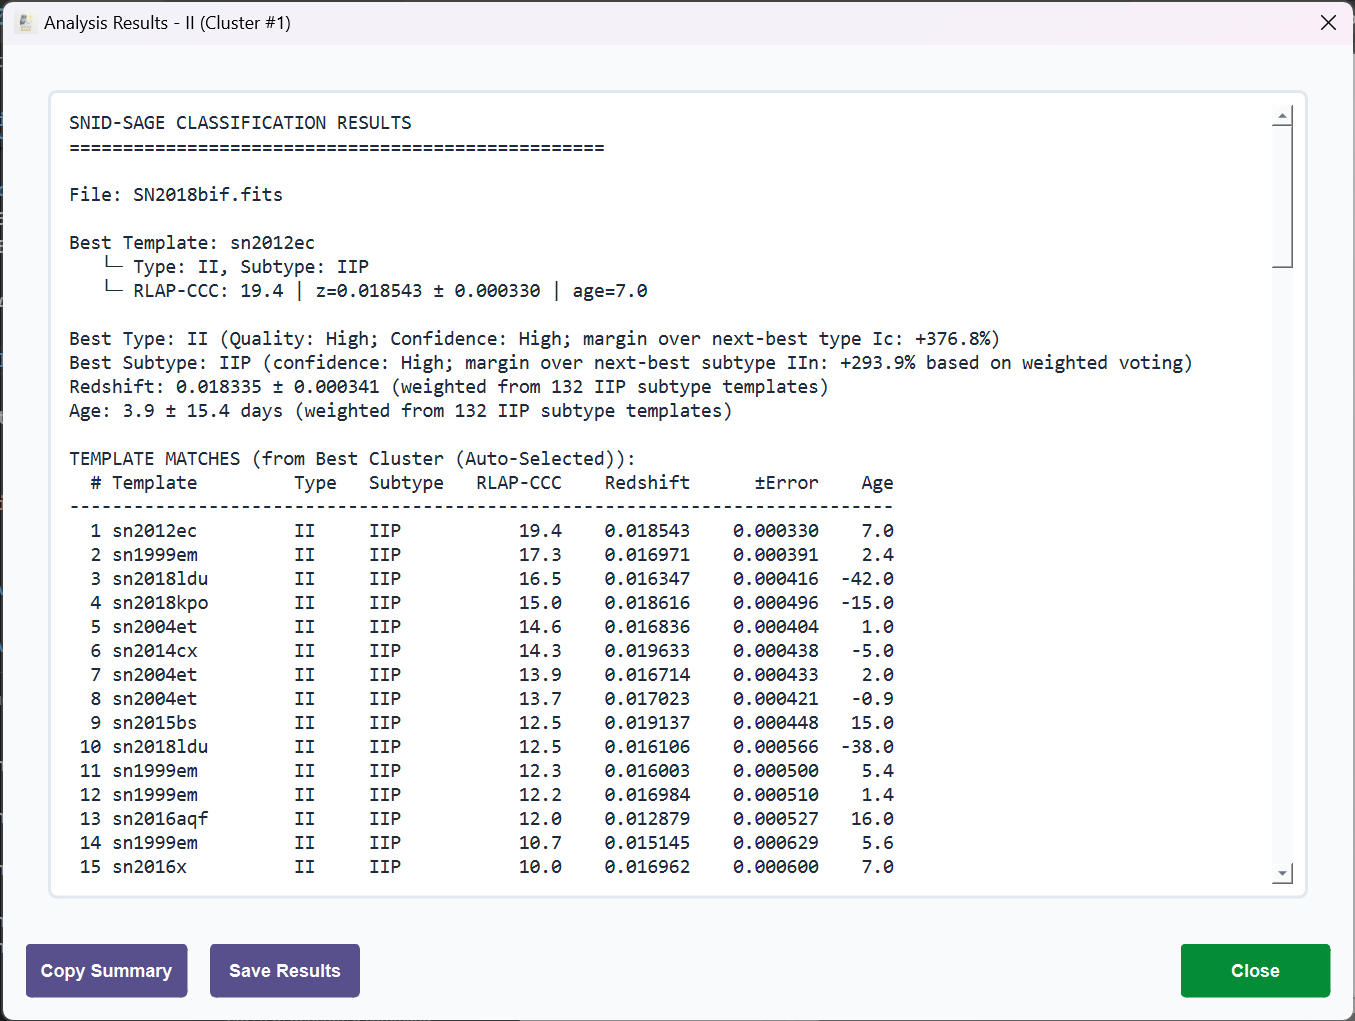 Analysis Results - II (Cluster #1)
SNID-SAGE CLASSIFICATION RESULTS
==================================================
File: SN2018bif.fits
Best Template: sn2012ec
└─ Type: II, Subtype: IIP
└─ RLAP-CCC: 19.4 | z=0.018543 ± 0.000330 | age=7.0
Best Type: II (Quality: High; Confidence: High; margin over next-best type Ic: +376.8%)
Best Subtype: IIP (confidence: High; margin over next-best subtype IIn: +293.9% based on weighted voting)
Redshift: 0.018335 ± 0.000341 (weighted from 132 IIP subtype templates)
Age: 3.9 ± 15.4 days (weighted from 132 IIP subtype templates)
TEMPLATE MATCHES (from Best Cluster (Auto-Selected)):
# Template Type Subtype RLAP-CCC Redshift ±Error Age
-----------------------------------------------------------------------------
1 sn2012ec II IIP 19.4 0.018543 0.000330 7.0
2 sn1999em II IIP 17.3 0.016971 0.000391 2.4
3 sn2018ldu II IIP 16.5 0.016347 0.000416 -42.0
4 sn2018kpo II IIP 15.0 0.018616 0.000496 -15.0
5 sn2004et II IIP 14.6 0.016836 0.000404 1.0
6 sn2014cx II IIP 14.3 0.019633 0.000438 -5.0
7 sn2004et II IIP 13.9 0.016714 0.000433 2.0
8 sn2004et II IIP 13.7 0.017023 0.000421 -0.9
9 sn2015bs II IIP 12.5 0.019137 0.000448 15.0
10 sn2018ldu II IIP 12.5 0.016106 0.000566 -38.0
11 sn1999em II IIP 12.3 0.016003 0.000500 5.4
12 sn1999em II IIP 12.2 0.016984 0.000510 1.4
13 sn2016aqf II IIP 12.0 0.012879 0.000527 16.0
14 sn1999em II IIP 10.7 0.015145 0.000629 5.6
15 sn2016x II IIP 10.0 0.016962 0.000600 7.0
Copy Summary
Save Results
Close